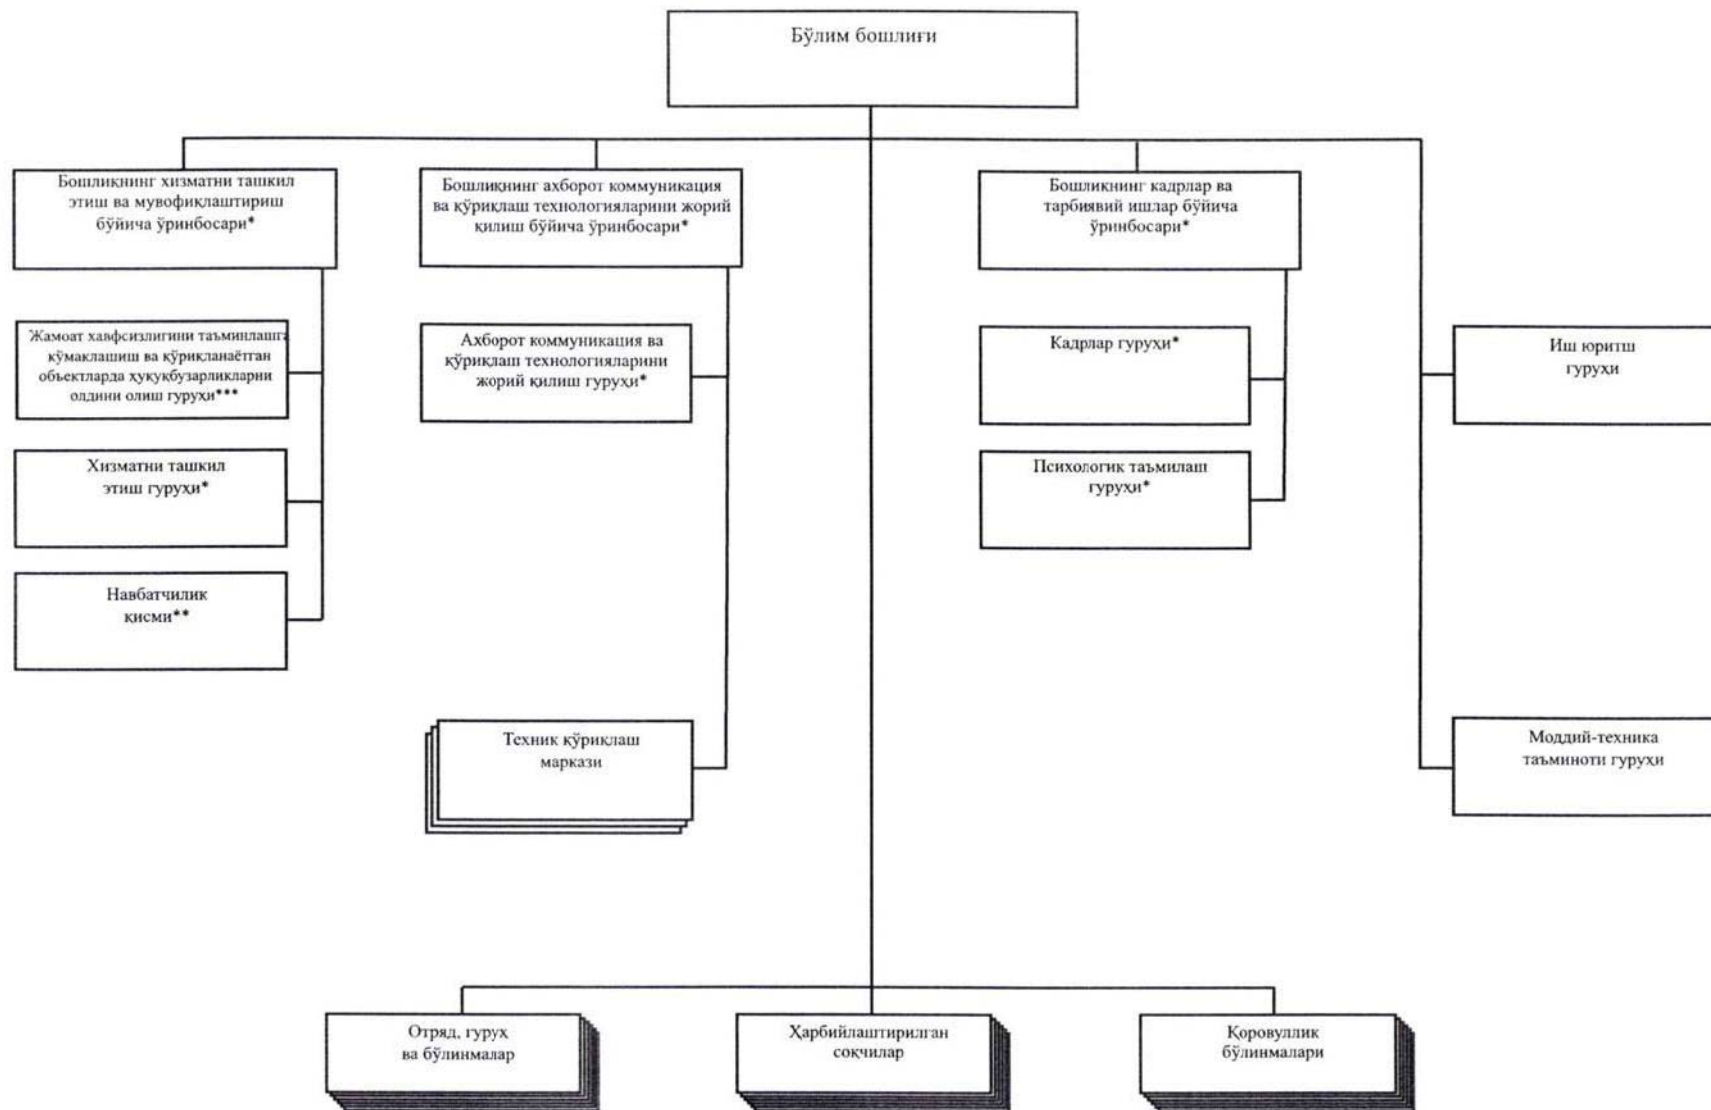 Бўлим бошлиғи
Бошлиқнинг хизматни ташкил
этиш ва мувофиқлаштириш
бўйича ўринбосари*
Бошлиқнинг ахборот коммуникация
ва қўриқлаш технологияларини жорий
қилиш бўйича ўринбосари*
Бошлиқнинг кадрлар ва
тарбиявий ишлар бўйича
ўринбосари*
Жамоат хавфсизлигини таъминлашга
кўмаклашиш ва қўриқланаётган
объектларда ҳуқуқбузарликларни
олдини олиш гуруҳи***
Ахборот коммуникация ва
қўриқлаш технологияларини
жорий қилиш гуруҳи*
Кадрлар гуруҳи*
Иш юритш
гуруҳи
Хизматни ташкил
этиш гуруҳи*
Психологик таъмилаш
гуруҳи*
Навбатчилик
қисми**
Техник қўриқлаш
маркази
Моддий-техника
таъминоти гуруҳи
Отряд, гуруҳ
ва бўлинмалар
Ҳарбийлаштирилган
соқчилар
Қоровуллик
бўлинмалари